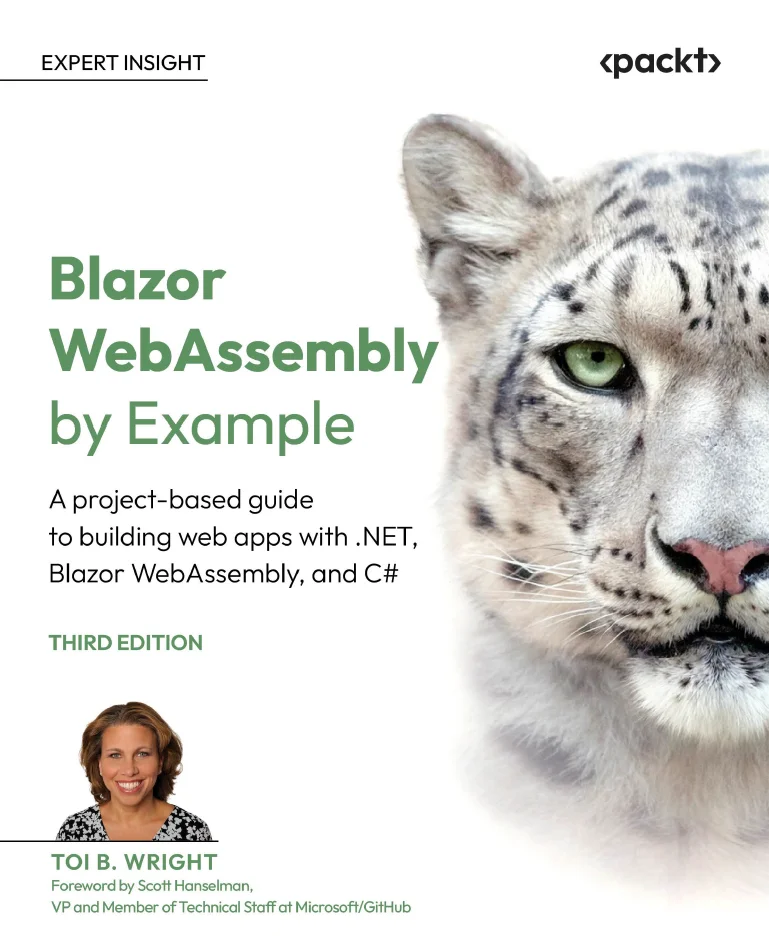 EXPERT INSIGHT
<packt>
Blazor
WebAssembly
by Example
A project-based guide
to building web apps with .NET,
Blazor WebAssembly, and C#
THIRD EDITION
TOI B. WRIGHT
Foreword by Scott Hanselman,
VP and Member of Technical Staff at Microsoft/GitHub